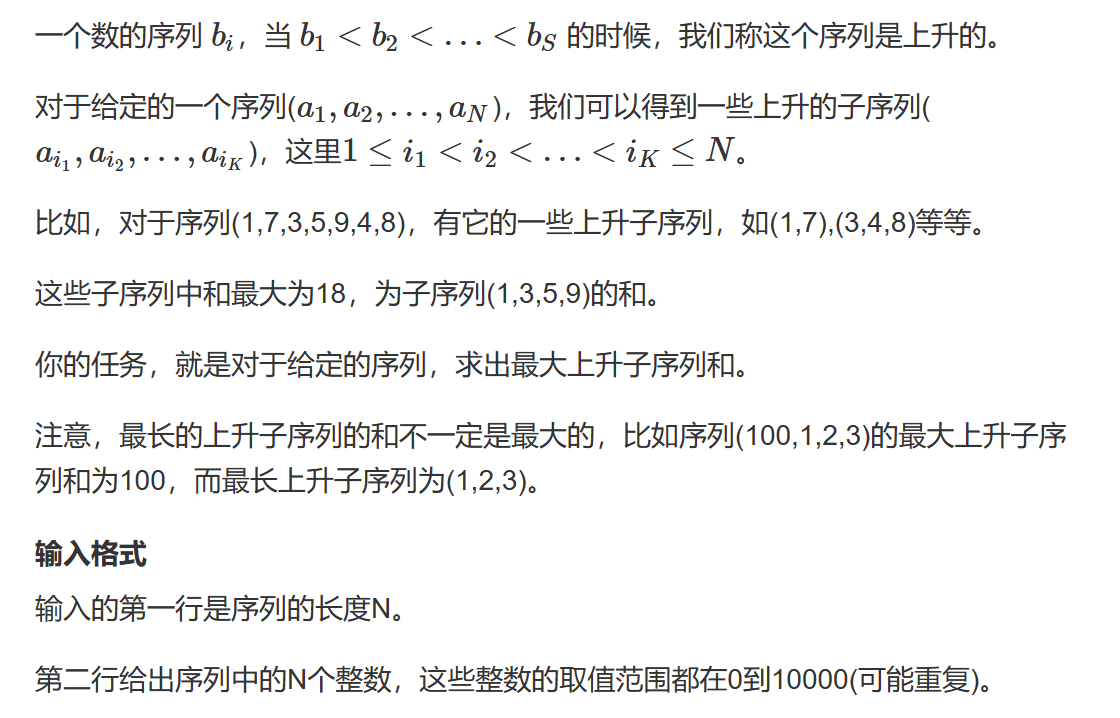 一个数的序列 bᵢ，当 b₁ < b₂ < … < b_S 的时候，我们称这个序列是上升的。
对于给定的一个序列(a₁, a₂, …, a_N)，我们可以得到一些上升的子序列(
a_{i₁}, a_{i₂}, …, a_{i_K})，这里1 ≤ i₁ < i₂ < … < i_K ≤ N。
比如，对于序列(1,7,3,5,9,4,8)，有它的一些上升子序列，如(1,7),(3,4,8)等等。
这些子序列中和最大为18，为子序列(1,3,5,9)的和。
你的任务，就是对于给定的序列，求出最大上升子序列和。
注意，最长的上升子序列的和不一定是最大的，比如序列(100,1,2,3)的最大上升子序
列和为100，而最长上升子序列为(1,2,3)。
输入格式
输入的第一行是序列的长度N。
第二行给出序列中的N个整数，这些整数的取值范围都在0到10000(可能重复)。